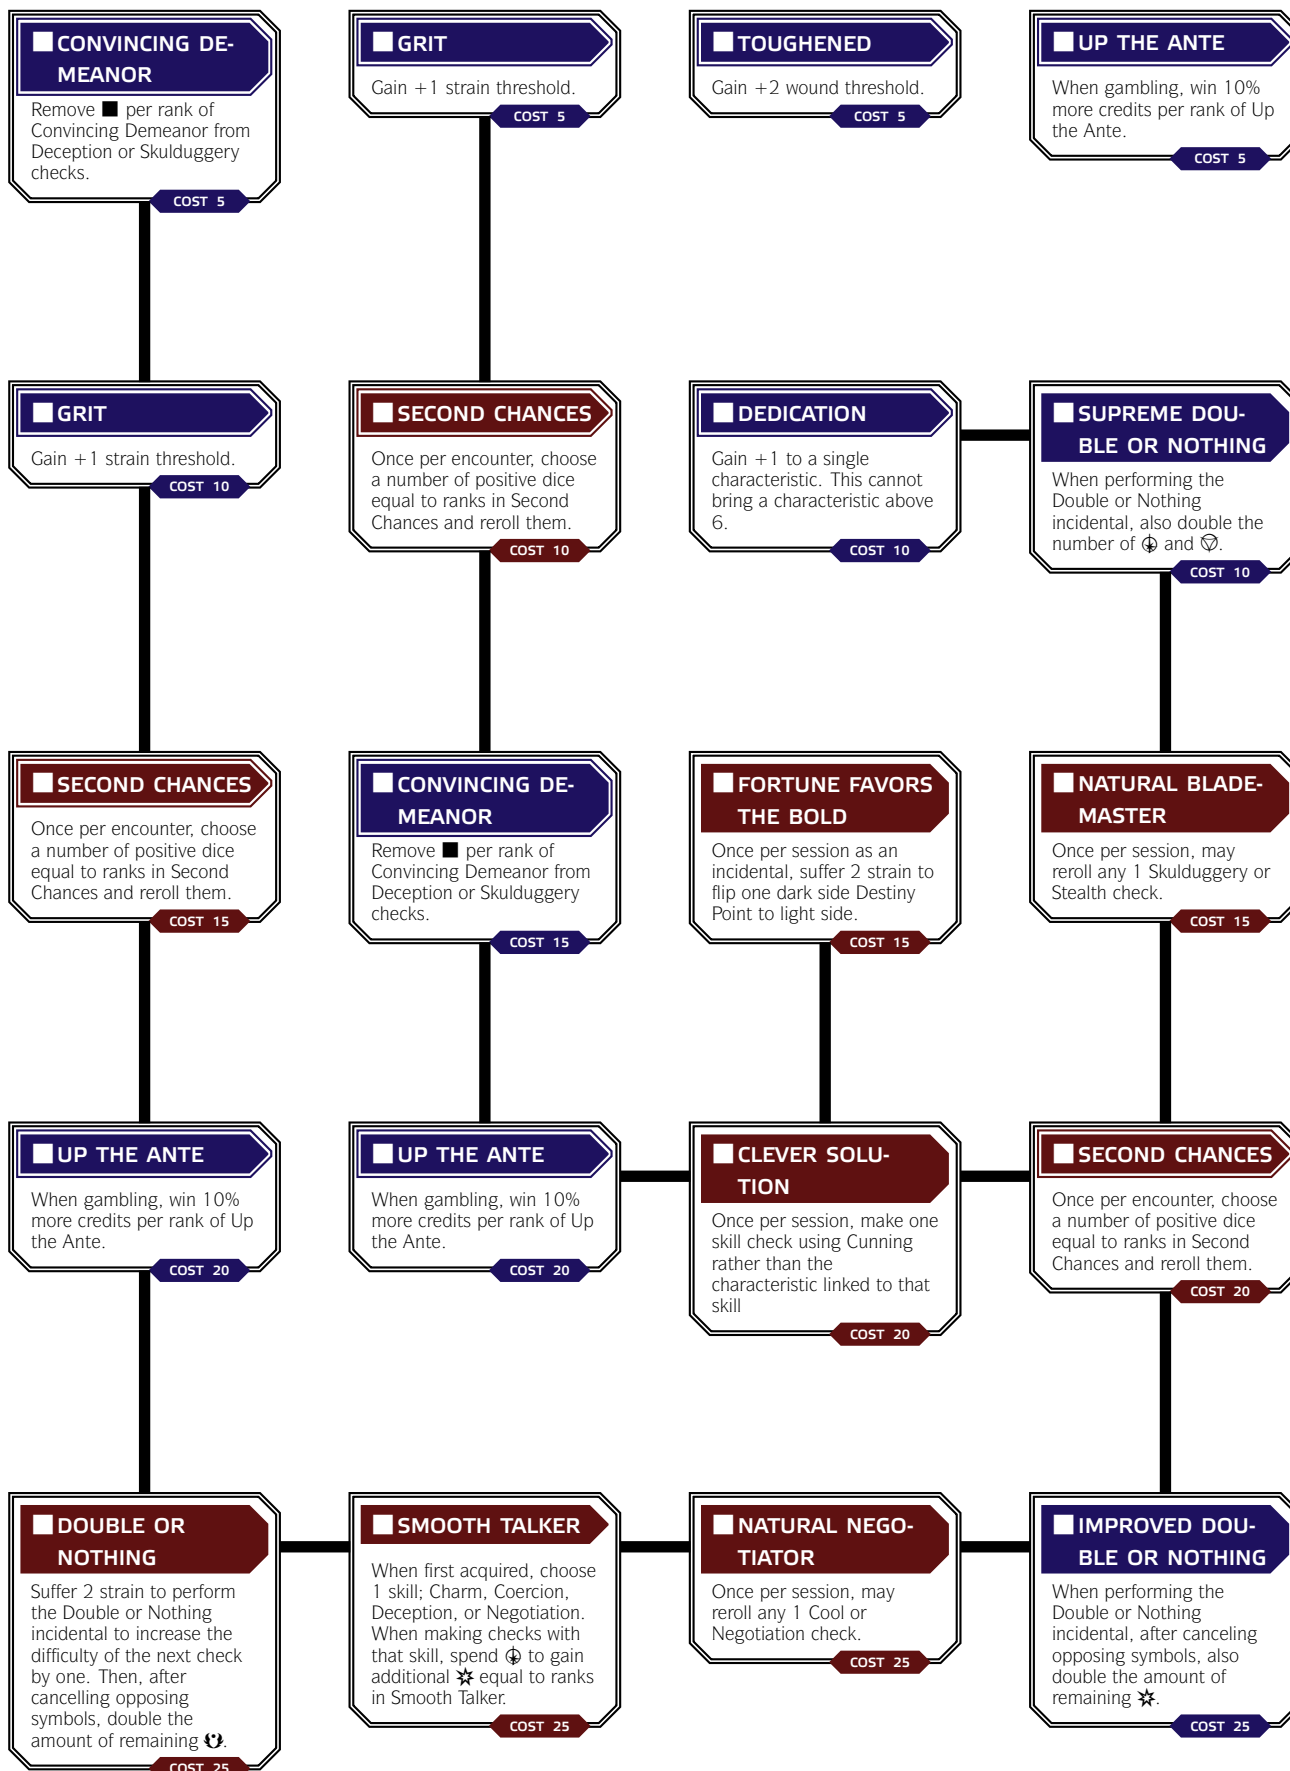 CONVINCING DE-
MEANOR
Remove ■ per rank of
Convincing Demeanor from
Deception or Skulduggery
checks.
COST 5
GRIT
Gain +1 strain threshold.
COST 5
TOUGHENED
Gain +2 wound threshold.
COST 5
UP THE ANTE
When gambling, win 10%
more credits per rank of Up
the Ante.
COST 5
GRIT
Gain +1 strain threshold.
COST 10
SECOND CHANCES
Once per encounter, choose
a number of positive dice
equal to ranks in Second
Chances and reroll them.
COST 10
DEDICATION
Gain +1 to a single
characteristic. This cannot
bring a characteristic above
6.
COST 10
SUPREME DOU-
BLE OR NOTHING
When performing the
Double or Nothing
incidental, also double the
number of and .
COST 10
SECOND CHANCES
Once per encounter, choose
a number of positive dice
equal to ranks in Second
Chances and reroll them.
COST 15
CONVINCING DE-
MEANOR
Remove ■ per rank of
Convincing Demeanor from
Deception or Skulduggery
checks.
COST 15
FORTUNE FAVORS
THE BOLD
Once per session as an
incidental, suffer 2 strain to
flip one dark side Destiny
Point to light side.
COST 15
NATURAL BLADE-
MASTER
Once per session, may
reroll any 1 Skulduggery or
Stealth check.
COST 15
UP THE ANTE
When gambling, win 10%
more credits per rank of Up
the Ante.
COST 20
UP THE ANTE
When gambling, win 10%
more credits per rank of Up
the Ante.
COST 20
CLEVER SOLU-
TION
Once per session, make one
skill check using Cunning
rather than the
characteristic linked to that
skill
COST 20
SECOND CHANCES
Once per encounter, choose
a number of positive dice
equal to ranks in Second
Chances and reroll them.
COST 20
DOUBLE OR
NOTHING
Suffer 2 strain to perform
the Double or Nothing
incidental to increase the
difficulty of the next check
by one. Then, after
cancelling opposing
symbols, double the
amount of remaining .
COST 25
SMOOTH TALKER
When first acquired, choose
1 skill; Charm, Coercion,
Deception, or Negotiation.
When making checks with
that skill, spend to gain
additional equal to ranks
in Smooth Talker.
COST 25
NATURAL NEGO-
TIATOR
Once per session, may
reroll any 1 Cool or
Negotiation check.
COST 25
IMPROVED DOU-
BLE OR NOTHING
When performing the
Double or Nothing
incidental, after canceling
opposing symbols, also
double the amount of
remaining .
COST 25